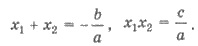 x₁ + x₂ = −b/a, x₁x₂ = c/a.